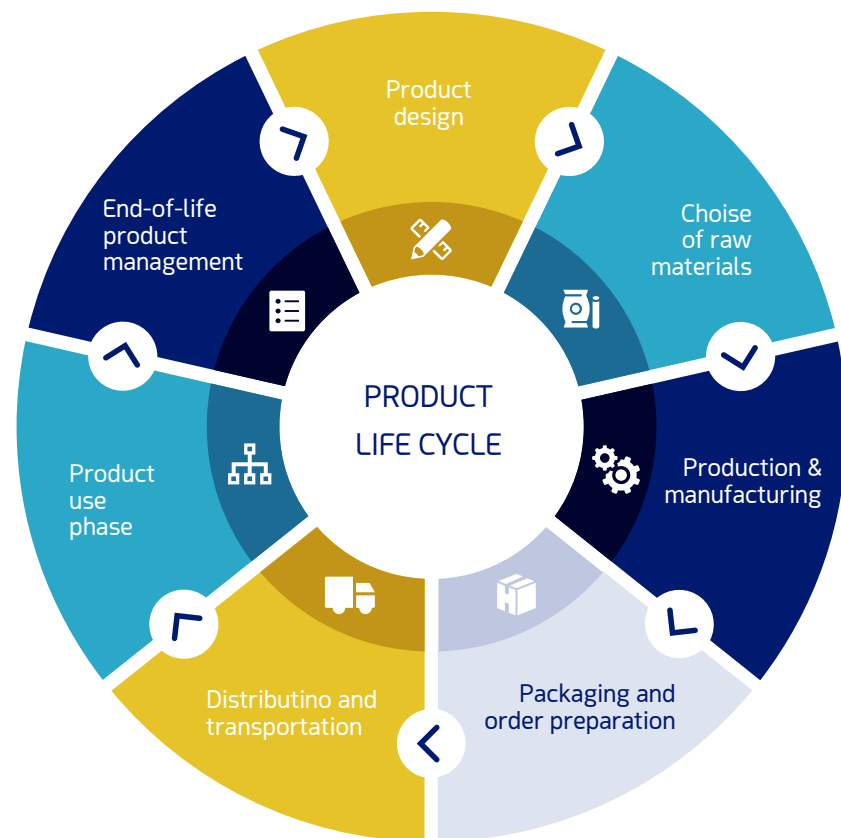 PRODUCT
LIFE CYCLE
Product
design
Choise
of raw
materials
Production &
manufacturing
Packaging and
order preparation
Distributino and
transportation
Product
use
phase
End-of-life
product
management